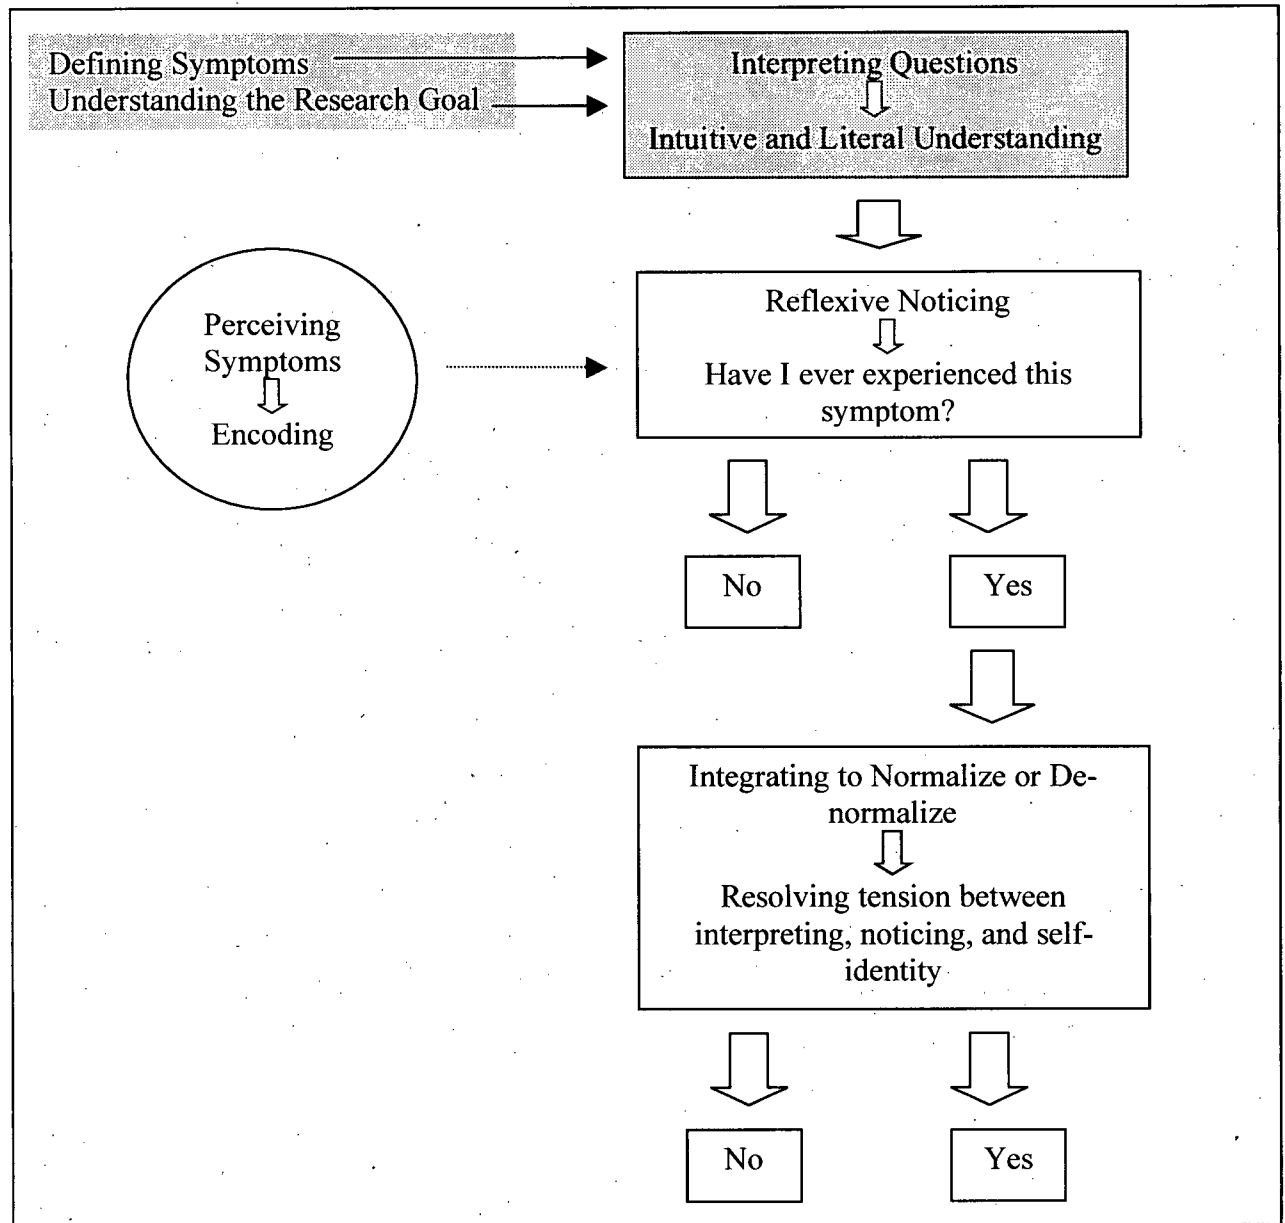 Defining Symptoms
Understanding the Research Goal
Interpreting Questions
Intuitive and Literal Understanding
Perceiving
Symptoms
Encoding
Reflexive Noticing
Have I ever experienced this
symptom?
No
Yes
Integrating to Normalize or De-
normalize
Resolving tension between
interpreting, noticing, and self-
identity
No
Yes